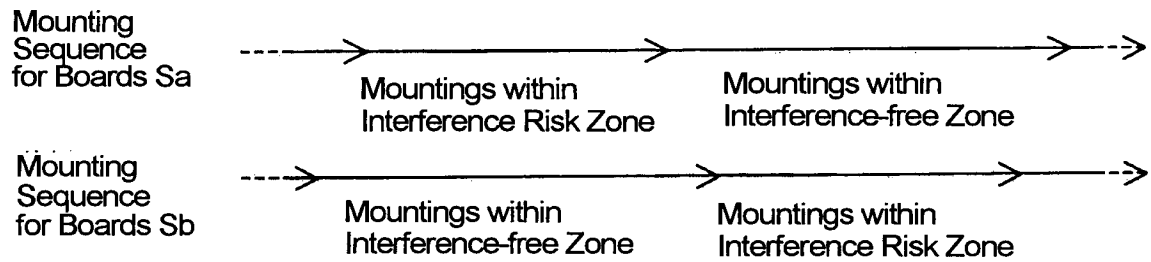 Mounting
Sequence
for Boards Sa
Mountings within
Interference Risk Zone
Mountings within
Interference-free Zone
Mounting
Sequence
for Boards Sb
Mountings within
Interference-free Zone
Mountings within
Interference Risk Zone